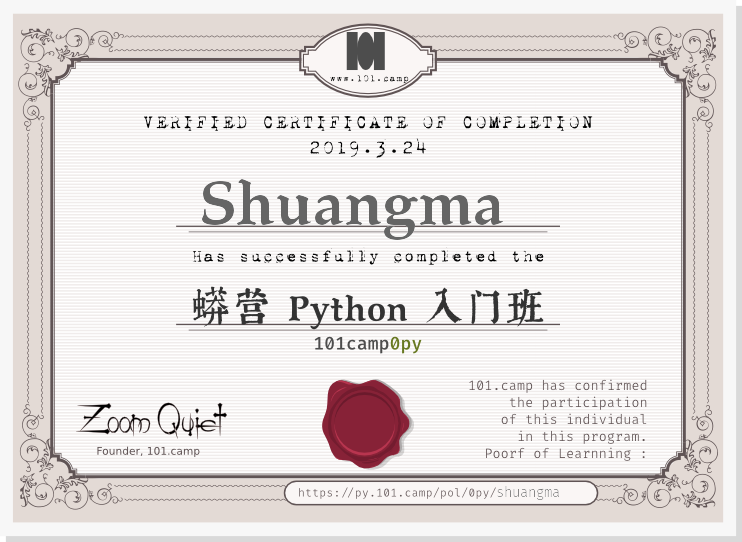 101
www.101.camp
VERIFIED CERTIFICATE OF COMPLETION
2019.3.24
Shuangma
Has successfully completed the
蟒营 Python 入门班
101camp0py
Zoom Quiet
Founder, 101.camp
101.camp has confirmed
the participation
of this individual
in this program.
Poorf of Learnning :
https://py.101.camp/pol/0py/shuangma